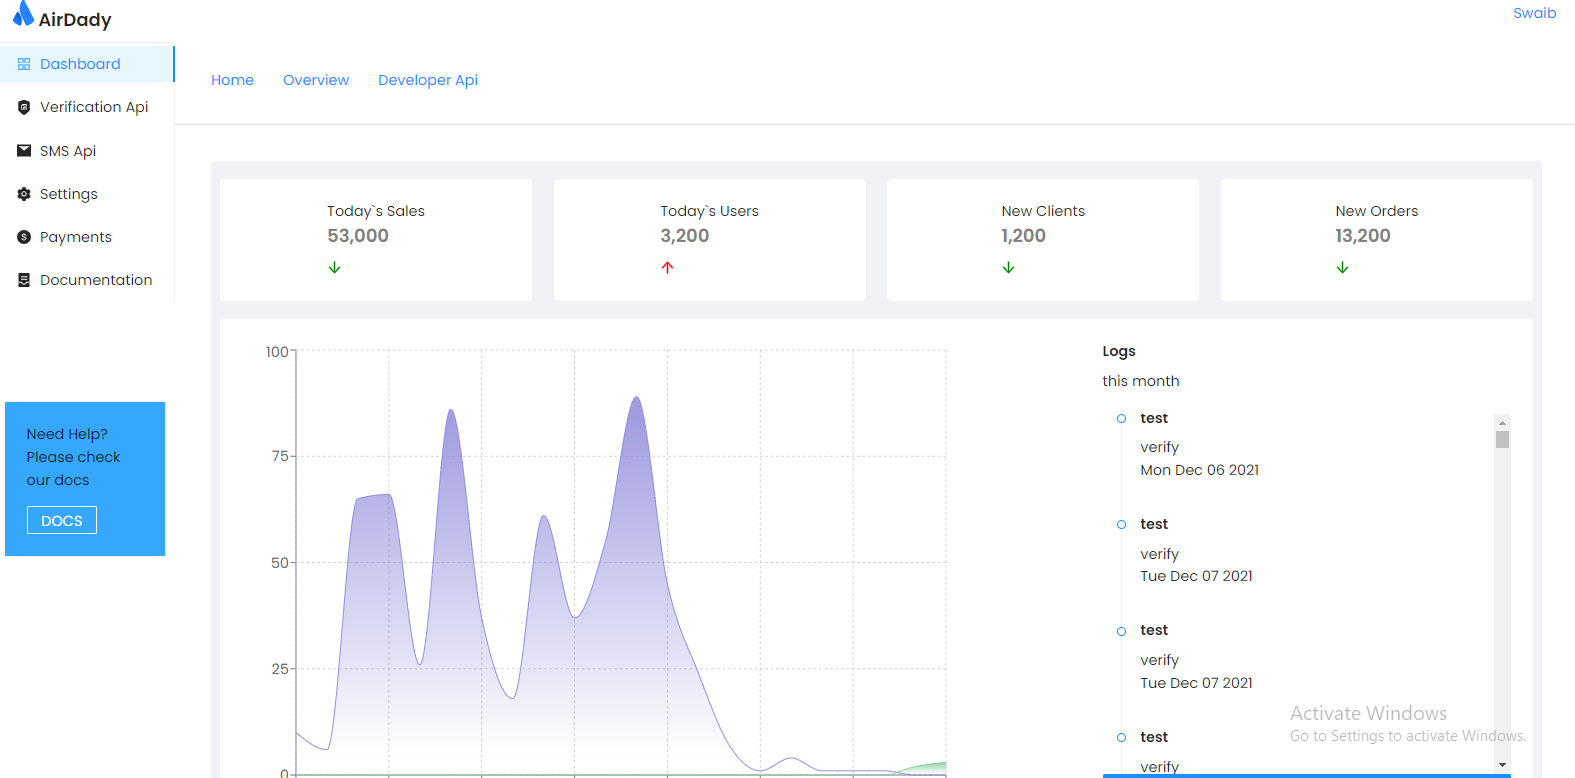 AirDady
Swaib
Dashboard
Verification Api
SMS Api
Settings
Payments
Documentation
Need Help?
Please check
our docs
DOCS
Home Overview Developer Api
Today`s Sales
53,000
Today`s Users
3,200
New Clients
1,200
New Orders
13,200
100
75
50
25
0
Logs
this month
test
verify
Mon Dec 06 2021
test
verify
Tue Dec 07 2021
test
verify
Tue Dec 07 2021
test
verify
Activate Windows
Go to Settings to activate Windows.